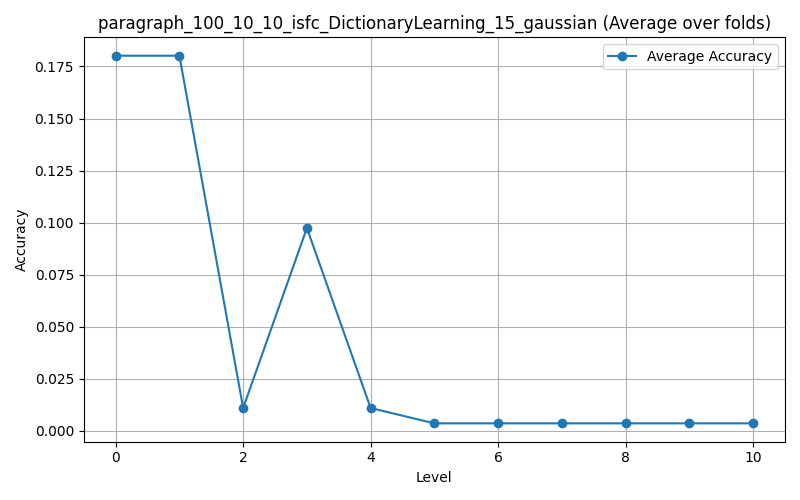 paragraph_100_10_10_isfc_DictionaryLearning_15_gaussian (Average over folds)
Average Accuracy
0.175
0.150
0.125
0.100
0.075
0.050
0.025
0.000
Accuracy
0 2 4 6 8 10
Level